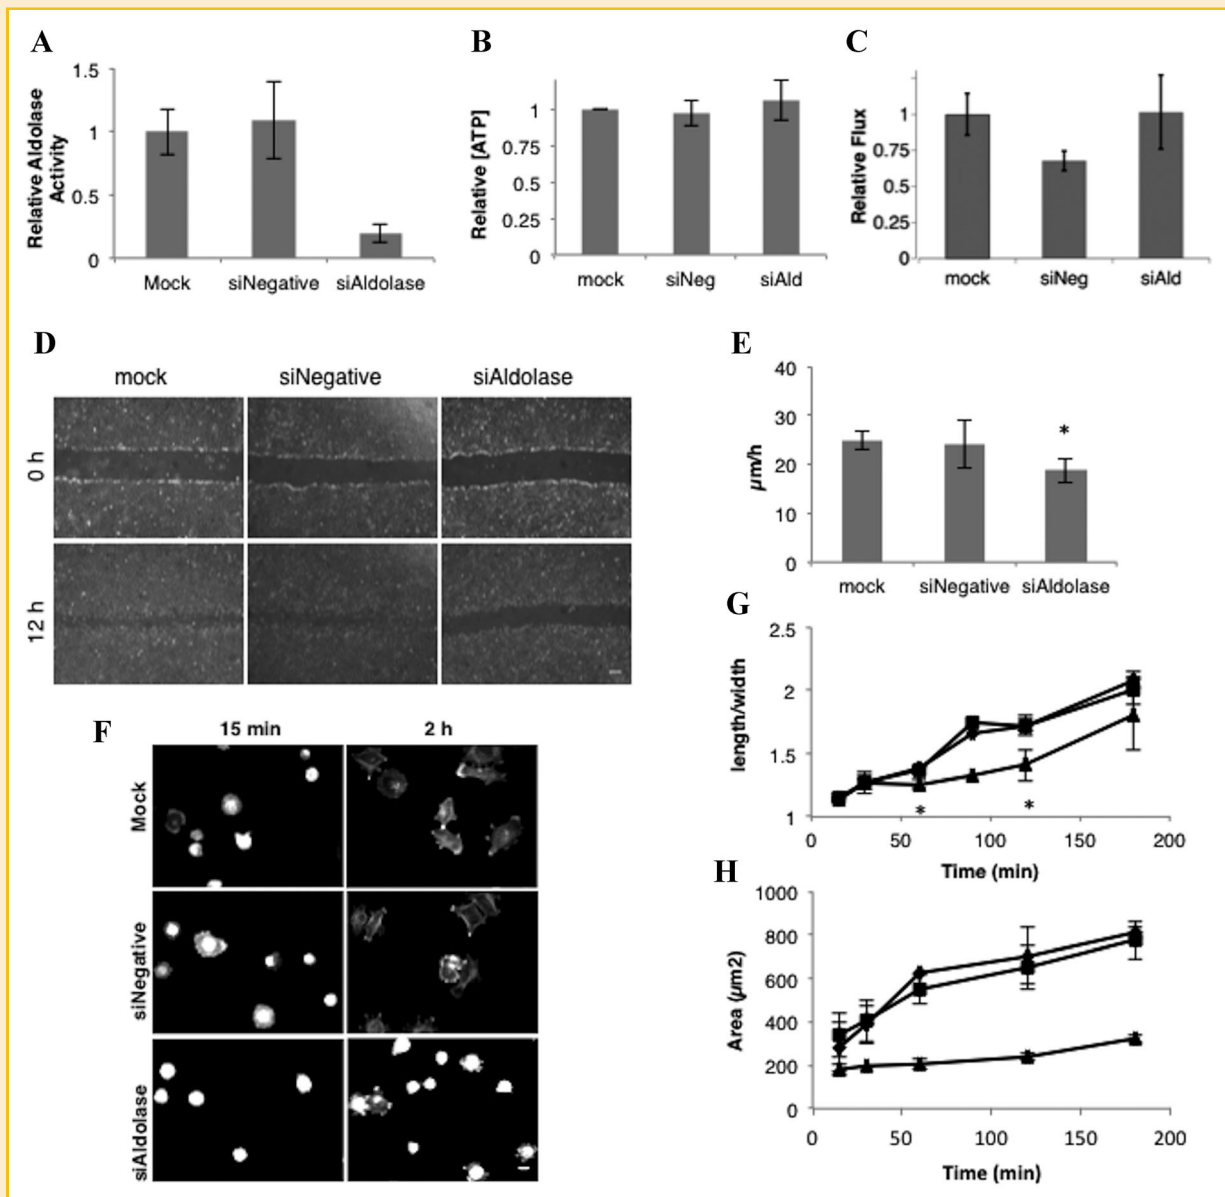 A
Relative Aldolase
Activity
1.5
1
0.5
0
Mock siNegative siAldolase
B
Relative [ATP]
1
0.75
0.5
0.25
0
mock siNeg siAld
C
Relative Flux
1
0.75
0.5
0.25
0
mock siNeg siAld
D
mock siNegative siAldolase
0 h
12 h
E
µm/h
40
30
20
10
0
*
mock siNegative siAldolase
F
15 min 2 h
Mock
siNegative
siAldolase
G
length/width
2.5
2
1.5
1
* *
0 50 100 150 200
Time (min)
H
Area (µm2)
1000
800
600
400
200
0
0 50 100 150 200
Time (min)